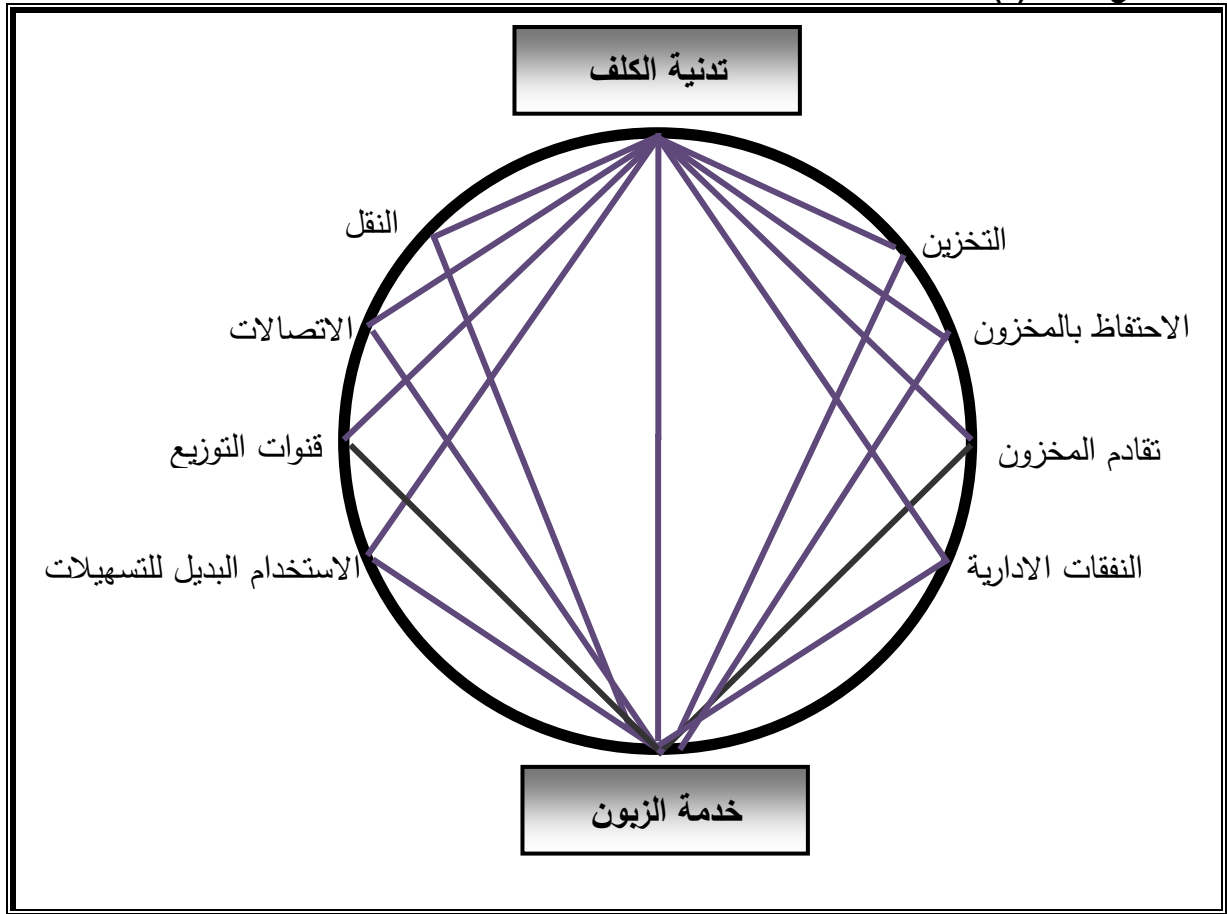 تدنية الكلف
التخزين
النقل
الاحتفاظ بالمخزون
الاتصالات
تقادم المخزون
قنوات التوزيع
النفقات الادارية
الاستخدام البديل للتسهيلات
خدمة الزبون